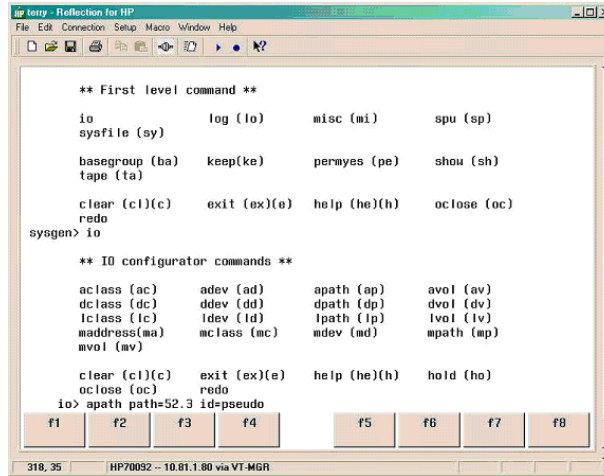 terry - Reflection for HP
File Edit Connection Setup Macro Window Help
** First level command **
io log (lo) misc (mi) spu (sp)
sysfile (sy)
basegroup (ba) keep(ke) permyes (pe) show (sh)
tape (ta)
clear (cl)(c) exit (ex)(e) help (he)(h) oclose (oc)
redo
sysgen> io
** IO configurator commands **
aclass (ac) adev (ad) apath (ap) avol (av)
dclass (dc) ddev (dd) dpath (dp) dvol (dv)
lclass (lc) ldev (ld) lpath (lp) lvol (lv)
maddress(ma) mclass (mc) mdev (md) mpath (mp)
mvol (mv)
clear (cl)(c) exit (ex)(e) help (he)(h) hold (ho)
oclose (oc) redo
io> apath path=52.3 id=pseudo
f1 f2 f3 f4 f5 f6 f7 f8
318, 35 HP70092 -- 10.81.1.80 via VT-MGR